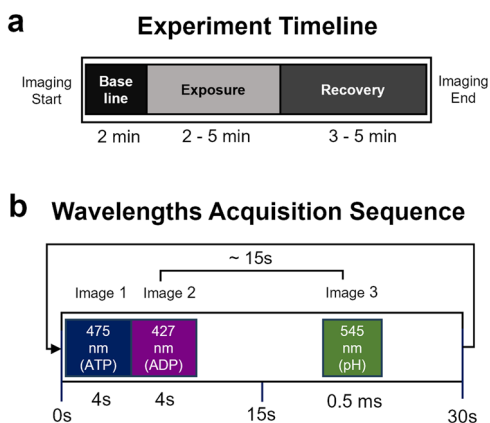 a
Experiment Timeline
Imaging
Start
Base
line
Exposure
Recovery
Imaging
End
2 min
2 - 5 min
3 - 5 min
b
Wavelengths Acquisition Sequence
~ 15s
Image 1
Image 2
Image 3
475
nm
(ATP)
427
nm
(ADP)
545
nm
(pH)
0s
4s
4s
15s
0.5 ms
30s